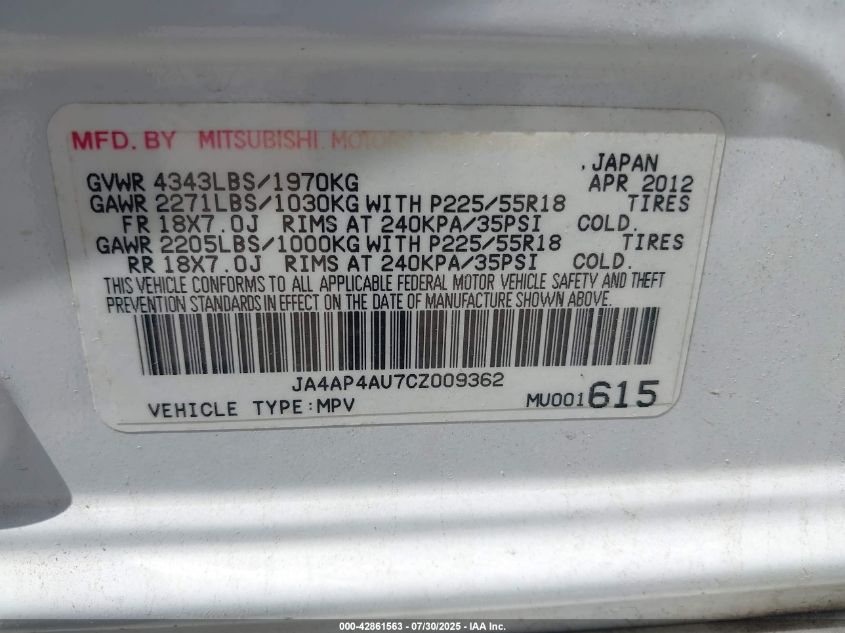 MFD. BY MITSUBISHI MOTORS
, JAPAN
GVWR 4343LBS/1970KG APR 2012
GAWR 2271LBS/1030KG WITH P225/55R18 TIRES
FR 18X7.0J RIMS AT 240KPA/35PSI COLD.
GAWR 2205LBS/1000KG WITH P225/55R18 TIRES
RR 18X7.0J RIMS AT 240KPA/35PSI COLD.
THIS VEHICLE CONFORMS TO ALL APPLICABLE FEDERAL MOTOR VEHICLE SAFETY AND THEFT
PREVENTION STANDARDS IN EFFECT ON THE DATE OF MANUFACTURE SHOWN ABOVE.
JA4AP4AU7CZ009362
VEHICLE TYPE:MPV MU001615
000-42861563 - 07/30/2025 - IAA Inc.